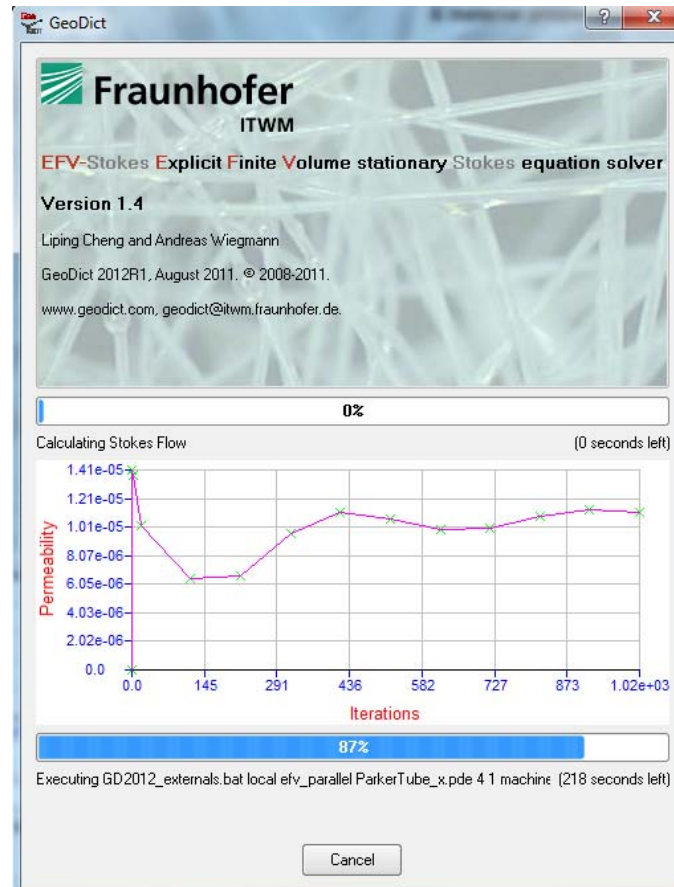 GeoDict
Fraunhofer
ITWM
EFV-Stokes Explicit Finite Volume stationary Stokes equation solver
Version 1.4
Liping Cheng and Andreas Wiegmann
GeoDict 2012R1, August 2011. © 2008-2011.
www.geodict.com, geodict@itwm.fraunhofer.de.
0%
Calculating Stokes Flow (0 seconds left)
1.41e-05
1.21e-05
1.01e-05
8.07e-06
6.05e-06
4.03e-06
2.02e-06
0.0
Permeability
0.0 145 291 436 582 727 873 1.02e+03
Iterations
87%
Executing GD2012_externals.bat local efv_parallel ParkerTube_x.pde 4 1 machine (218 seconds left)
Cancel